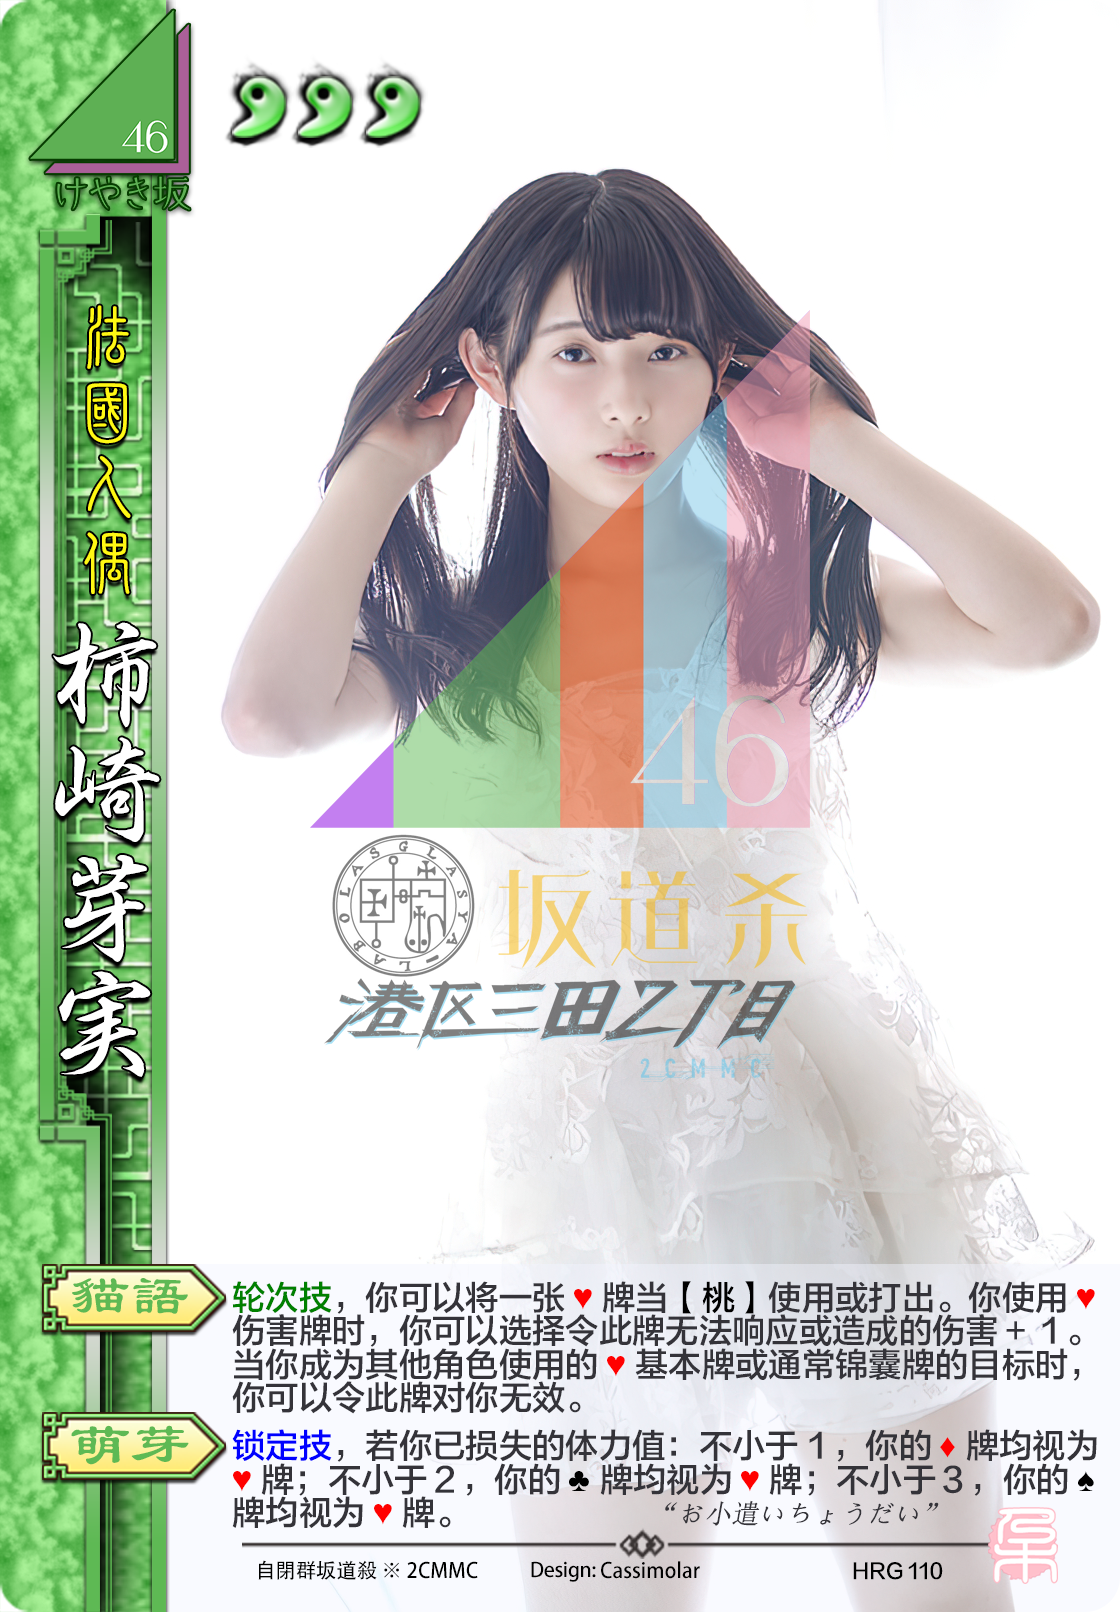 46
けやき坂
法國人偶
柿崎芽実
46
GLASYA-LABOLAS
坂道杀
港区三田2丁目
2CMMC
貓語
轮次技，你可以将一张♥牌当【桃】使用或打出。你使用♥
伤害牌时，你可以选择令此牌无法响应或造成的伤害＋１。
当你成为其他角色使用的♥基本牌或通常锦囊牌的目标时，
你可以令此牌对你无效。
萌芽
锁定技，若你已损失的体力值：不小于１，你的♦牌均视为
♥牌；不小于２，你的♣牌均视为♥牌；不小于３，你的♠
牌均视为♥牌。
“お小遣いちょうだい”
自閉群坂道殺 ※ 2CMMC
Design: Cassimolar
HRG 110